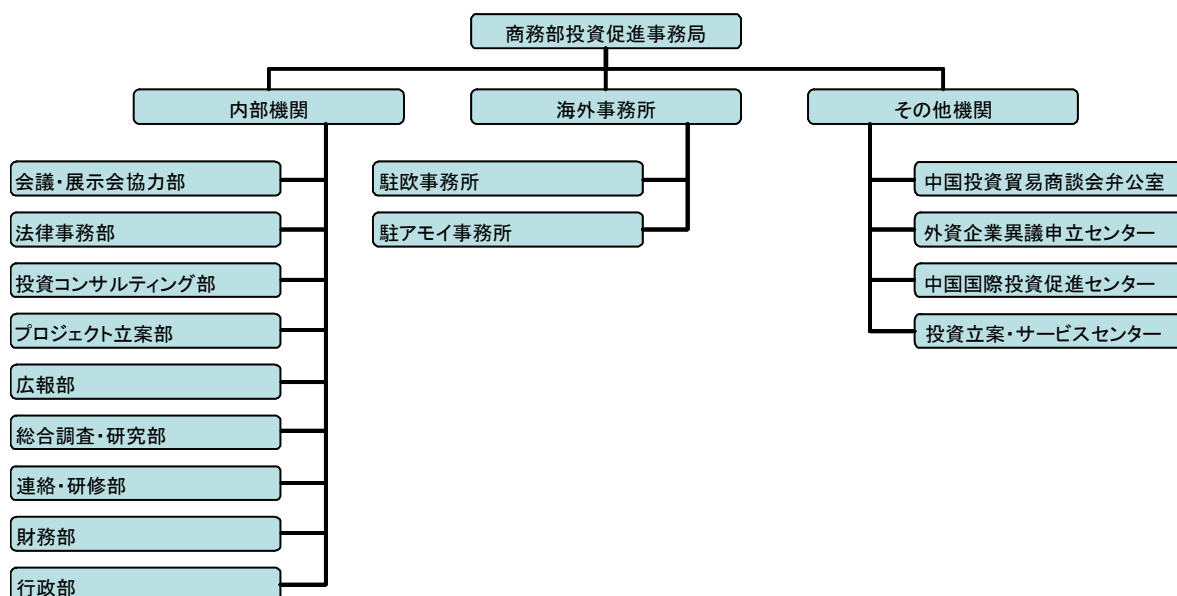 商務部投資促進事務局
内部機関
海外事務所
その他機関
会議・展示会協力部
法律事務部
投資コンサルティング部
プロジェクト立案部
広報部
総合調査・研究部
連絡・研修部
財務部
行政部
駐欧事務所
駐アモイ事務所
中国投資貿易商談会弁公室
外資企業異議申立センター
中国国際投資促進センター
投資立案・サービスセンター